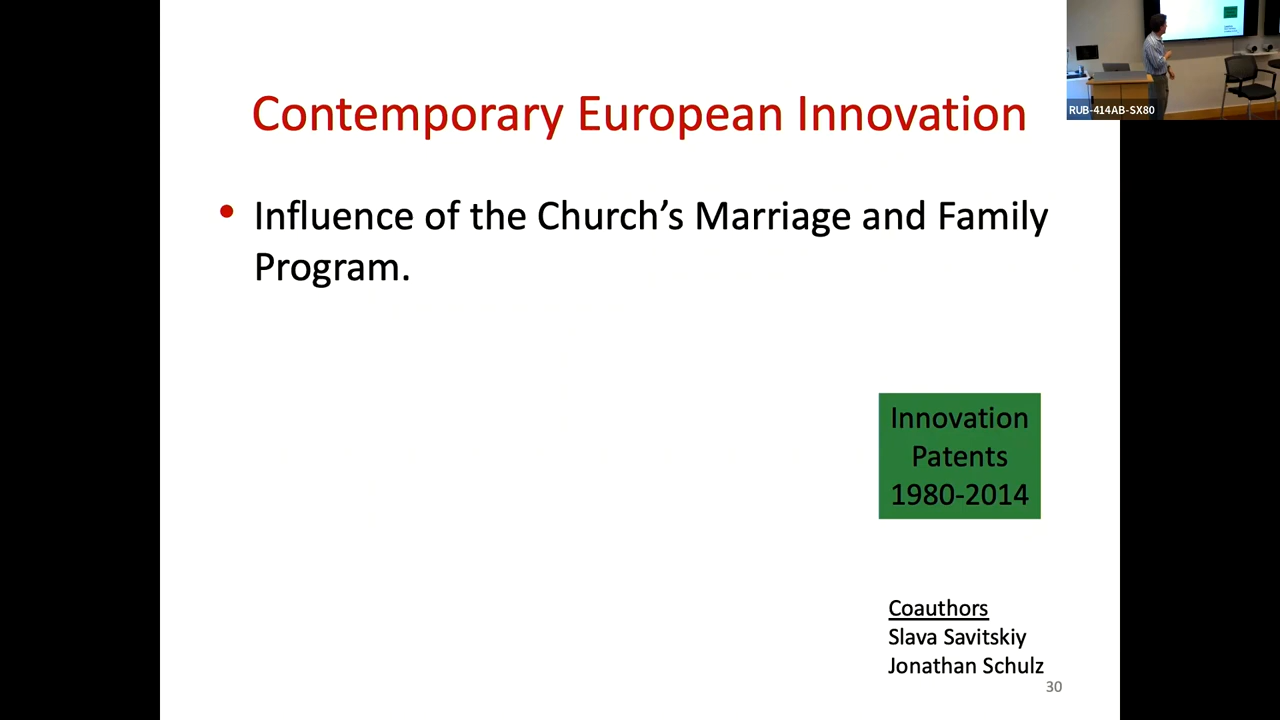 Contemporary European Innovation
• Influence of the Church's Marriage and Family
Program.
Innovation
Patents
1980-2014
Coauthors
Slava Savitskiy
Jonathan Schulz
30
RUB-414AB-SX80